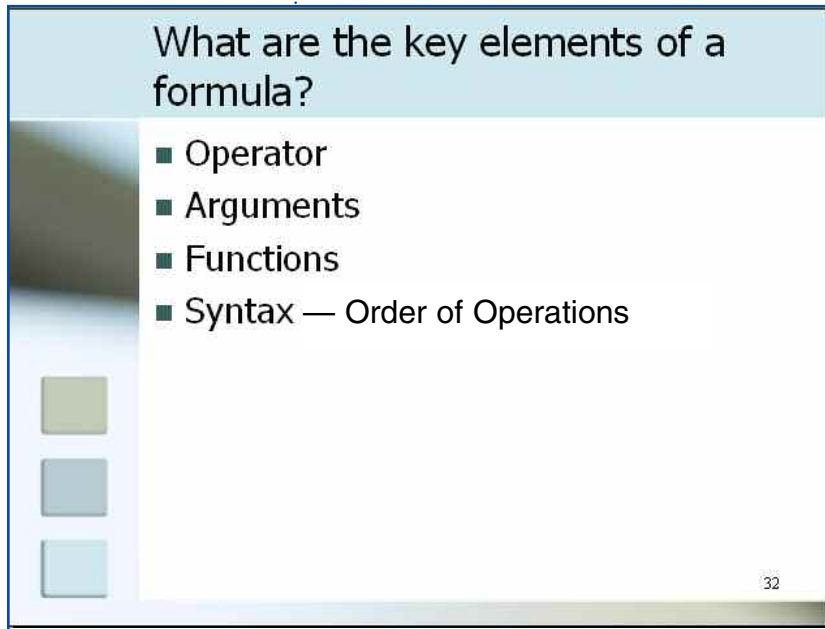 What are the key elements of a
formula?
Operator
Arguments
Functions
Syntax — Order of Operations
32